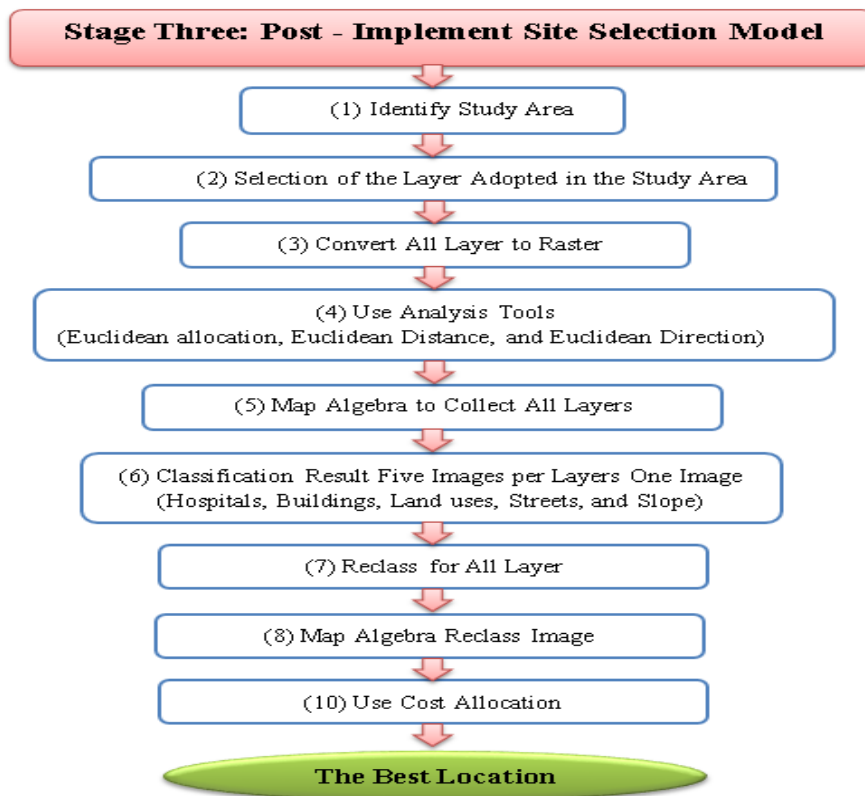 Stage Three: Post - Implement Site Selection Model
(1) Identify Study Area
(2) Selection of the Layer Adopted in the Study Area
(3) Convert All Layer to Raster
(4) Use Analysis Tools
(Euclidean allocation, Euclidean Distance, and Euclidean Direction)
(5) Map Algebra to Collect All Layers
(6) Classification Result Five Images per Layers One Image
(Hospitals, Buildings, Land uses, Streets, and Slope)
(7) Reclass for All Layer
(8) Map Algebra Reclass Image
(10) Use Cost Allocation
The Best Location